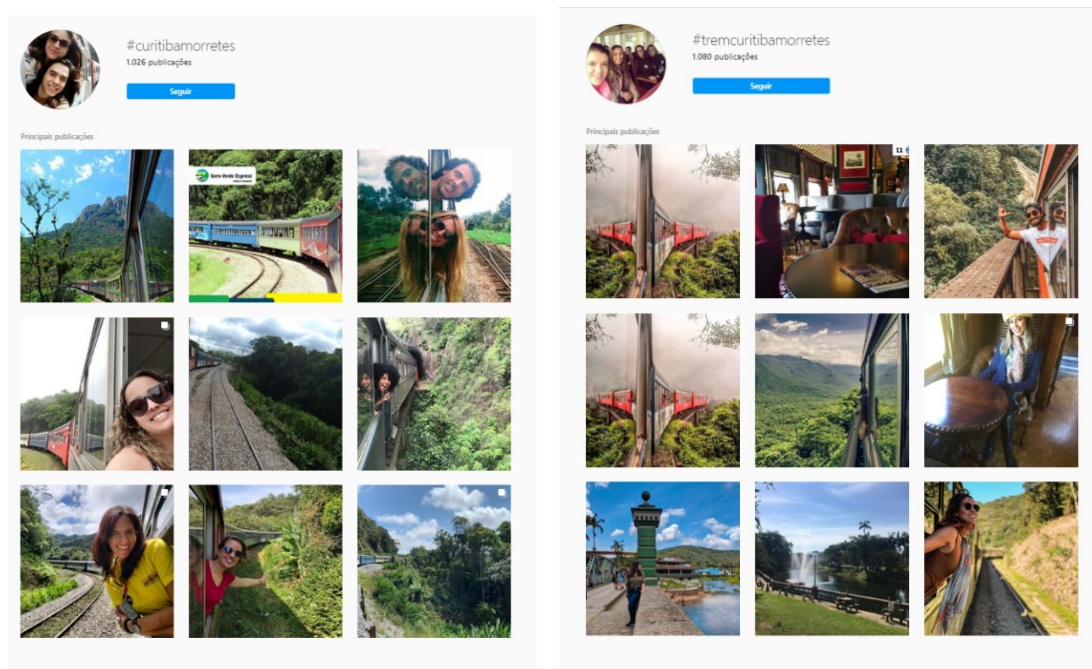 #curitibamorretes
1.026 publicações
Seguir
Principais publicações
Serra Verde Express
#tremcuritibamorretes
1.080 publicações
Seguir
Principais publicações